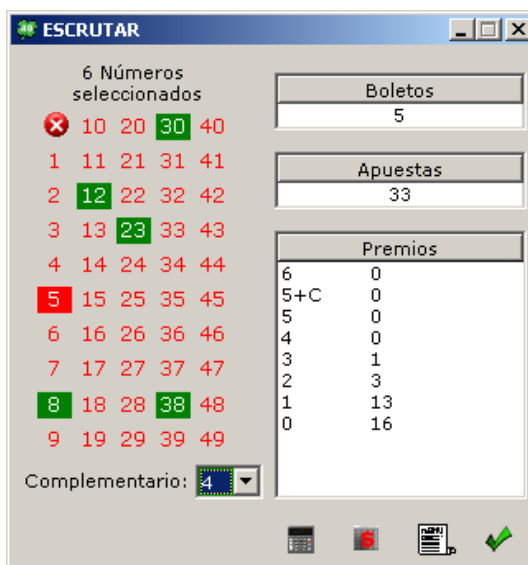 ESCRUTAR
6 Números
seleccionados
10 20 30 40
1 11 21 31 41
2 12 22 32 42
3 13 23 33 43
4 14 24 34 44
5 15 25 35 45
6 16 26 36 46
7 17 27 37 47
8 18 28 38 48
9 19 29 39 49
Complementario: 4
Boletos
5
Apuestas
33
Premios
6 0
5+C 0
5 0
4 0
3 1
2 3
1 13
0 16